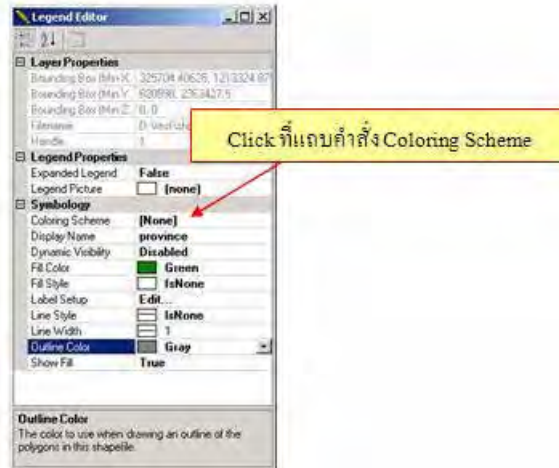 Legend Editor
Layer Properties
Bounding Box (Min X,
Bounding Box (Min Y,
Bounding Box (Min Z, 0, 0
Filename
Handle 1
Click ที่แถบคำสั่ง Coloring Scheme
Legend Properties
Expanded Legend False
Legend Picture (none)
Symbology
Coloring Scheme [None]
Display Name province
Dynamic Visibility Disabled
Fill Color Green
Fill Style fsNone
Label Setup Edit...
Line Style lsNone
Line Width 1
Outline Color Gray
Show Fill True
Outline Color
The color to use when drawing an outline of the
polygons in this shapefile.